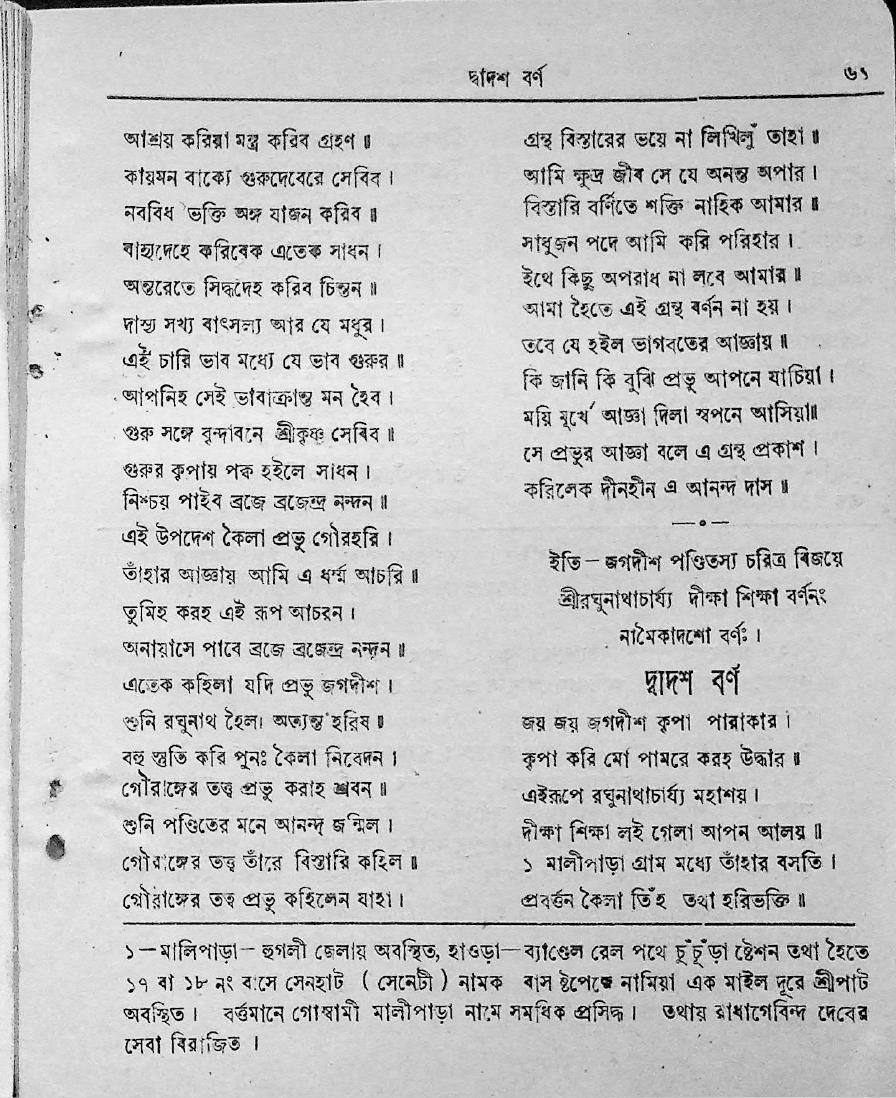 দ্বাদশ বর্ণ ৬১
আশ্রয় করিয়া মন্ত্র করিব গ্রহণ॥
কায়মন বাক্যে গুরুদেবেরে সেবিব।
নববিধ ভক্তি অঙ্গ যাজন করিব॥
বাহ্যদেহে করিবেক এতেক সাধন।
অন্তরেতে সিদ্ধদেহ করিব চিন্তন॥
দাস্য সখ্য বাৎসল্য আর যে মধুর।
এই চারি ভাব মধ্যে যে ভাব গুরুর॥
আপনিহ সেই ভাবাক্রান্ত মন হৈব।
গুরু সঙ্গে বৃন্দাবনে শ্রীকৃষ্ণ সেবিব॥
গুরুর কৃপায় পক্ক হইলে সাধন।
নিশ্চয় পাইব ব্রজে ব্রজেন্দ্র নন্দন॥
এই উপদেশ কৈলা প্রভু গৌরহরি।
তাঁহার আজ্ঞায় আমি এ ধর্ম্ম আচরি॥
তুমিহ করহ এই রূপ আচরন।
অনায়াসে পাবে ব্রজে ব্রজেন্দ্র নন্দন॥
এতেক কহিলা যদি প্রভু জগদীশ।
শুনি রঘুনাথ হৈলা অত্যন্ত হরিষ॥
বহু স্তুতি করি পুনঃ কৈলা নিবেদন।
গৌরাঙ্গের তত্ত্ব প্রভু করাহ শ্রবন॥
শুনি পণ্ডিতের মনে আনন্দ জন্মিল।
গৌরাঙ্গের তত্ত্ব তাঁরে বিস্তারি কহিল॥
গৌরাঙ্গের তত্ব প্রভু কহিলেন যাহা।
গ্রন্থ বিস্তারের ভয়ে না লিখিলুঁ তাহা॥
আমি ক্ষুদ্র জীব সে যে অনন্ত অপার।
বিস্তারি বর্ণিতে শক্তি নাহিক আমার॥
সাধুজন পদে আমি করি পরিহার।
ইথে কিছু অপরাধ না লবে আমার॥
আমা হৈতে এই গ্রন্থ বর্ণন না হয়।
তবে যে হইল ভাগবতের আজ্ঞায়॥
কি জানি কি বুঝি প্রভু আপনে যাচিয়া।
ময়ি মূর্খে আজ্ঞা দিলা স্বপনে আসিয়া॥
সে প্রভুর আজ্ঞা বলে এ গ্রন্থ প্রকাশ।
করিলেক দীনহীন এ আনন্দ দাস॥
—০—
ইতি – জগদীশ পণ্ডিতস্য চরিত্র বিজয়ে
শ্রীরঘুনাথাচার্য্য দীক্ষা শিক্ষা বর্ণনং
নামৈকাদশো বর্ণঃ।
দ্বাদশ বর্ণ
জয় জয় জগদীশ কৃপা পারাকার।
কৃপা করি মো পামরে করহ উদ্ধার॥
এইরূপে রঘুনাথাচার্য্য মহাশয়।
দীক্ষা শিক্ষা লই গেলা আপন আলয়॥
১ মালীপাড়া গ্রাম মধ্যে তাঁহার বসতি।
প্রবর্ত্তন কৈলা তিঁহ তথা হরিভক্তি॥
১—মালিপাড়া—হুগলী জেলায় অবস্থিত, হাওড়া—ব্যাণ্ডেল রেল পথে চুঁচুঁড়া ষ্টেশন তথা হৈতে
১৭ বা ১৮ নং বাসে সেনহাট (সেনেটী) নামক বাস ষ্টপেজে নামিয়া এক মাইল দূরে শ্রীপাট
অবস্থিত। বর্ত্তমানে গোস্বামী মালীপাড়া নামে সমধিক প্রসিদ্ধ। তথায় রাধাগোবিন্দ দেবের
সেবা বিরাজিত।